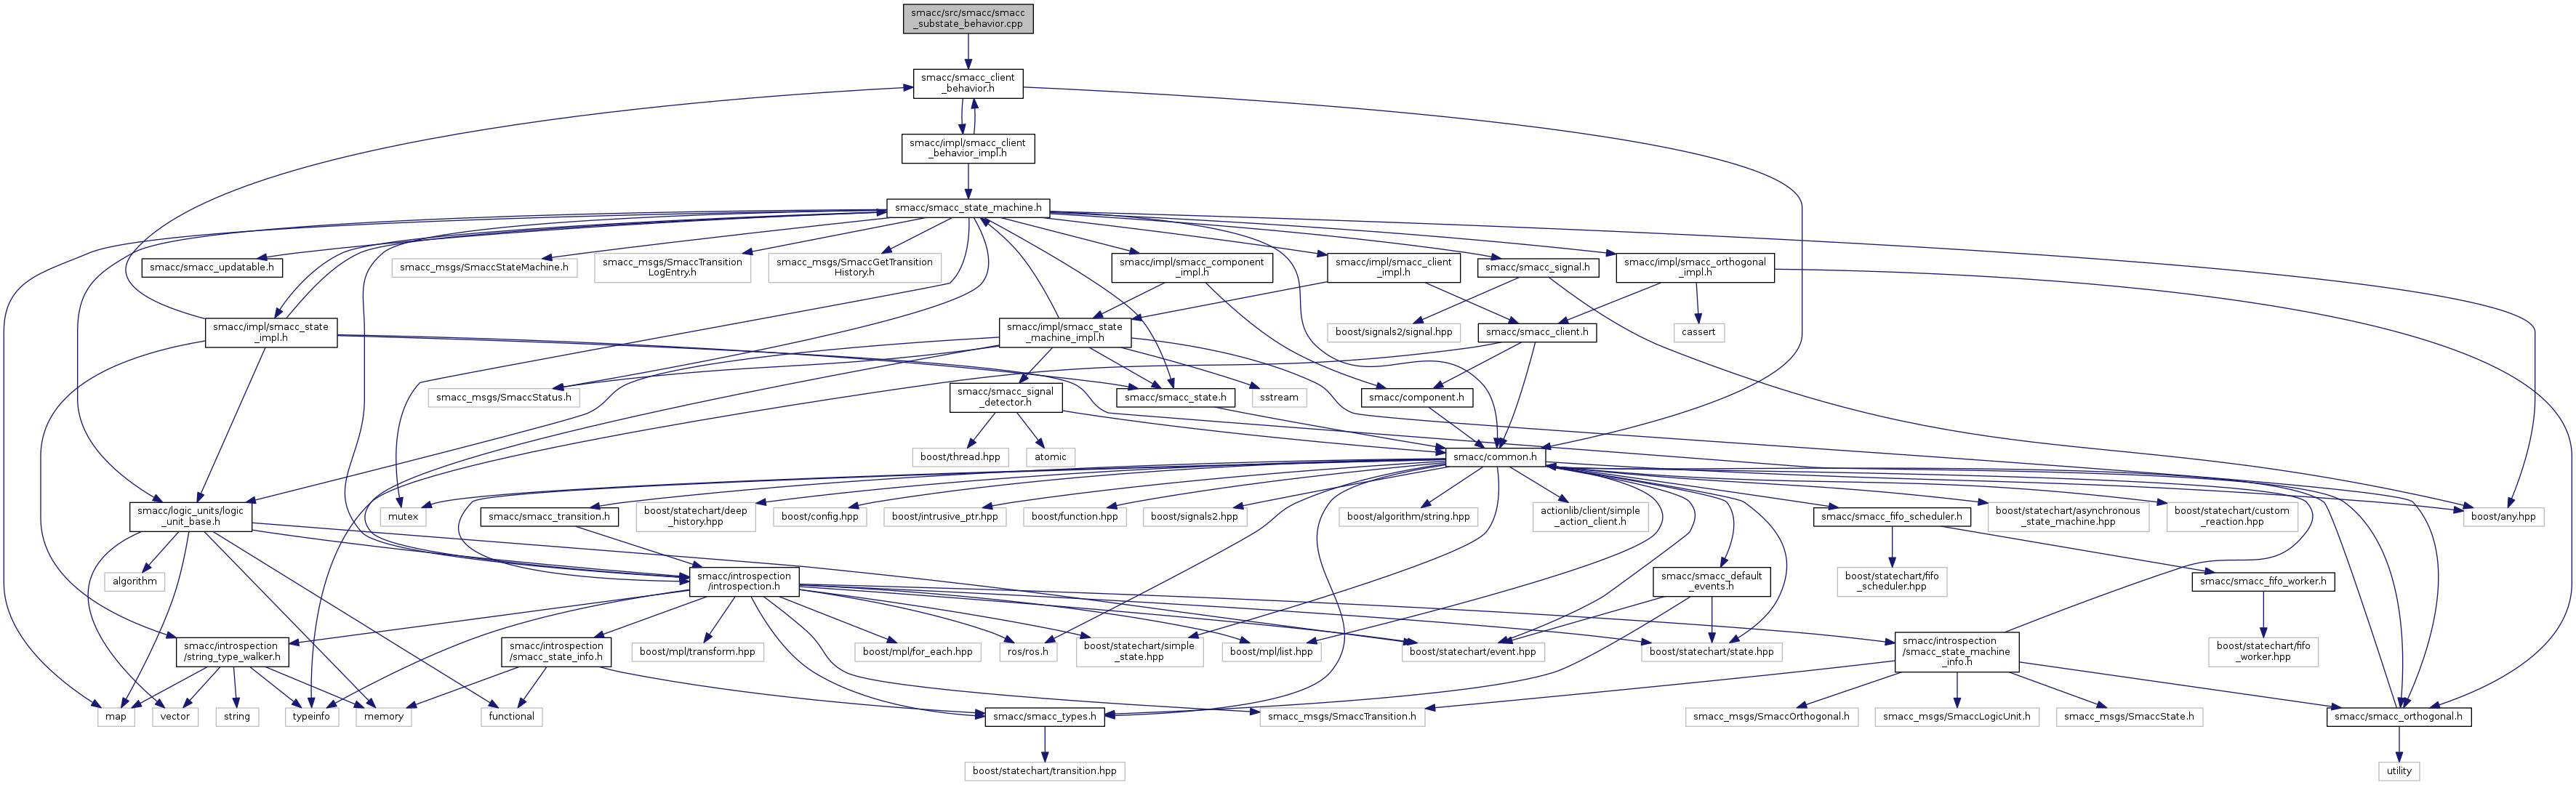 smacc/src/smacc/smacc
_substate_behavior.cpp
smacc/smacc_client
_behavior.h
smacc/impl/smacc_client
_behavior_impl.h
smacc/smacc_state_machine.h
smacc/smacc_updatable.h
smacc_msgs/SmaccStateMachine.h
smacc_msgs/SmaccTransition
LogEntry.h
smacc_msgs/SmaccGetTransition
History.h
smacc/impl/smacc_component
_impl.h
smacc/impl/smacc_client
_impl.h
smacc/smacc_signal.h
smacc/impl/smacc_orthogonal
_impl.h
smacc/impl/smacc_state
_impl.h
smacc/impl/smacc_state
_machine_impl.h
boost/signals2/signal.hpp
smacc/smacc_client.h
cassert
smacc_msgs/SmaccStatus.h
smacc/smacc_signal
_detector.h
smacc/smacc_state.h
sstream
smacc/component.h
boost/thread.hpp
atomic
smacc/common.h
smacc/logic_units/logic
_unit_base.h
mutex
smacc/smacc_transition.h
boost/statechart/deep
_history.hpp
boost/config.hpp
boost/intrusive_ptr.hpp
boost/function.hpp
boost/signals2.hpp
boost/algorithm/string.hpp
actionlib/client/simple
_action_client.h
smacc/smacc_fifo_scheduler.h
boost/statechart/asynchronous
_state_machine.hpp
boost/statechart/custom
_reaction.hpp
boost/any.hpp
algorithm
smacc/introspection
/introspection.h
smacc/smacc_default
_events.h
boost/statechart/fifo
_scheduler.hpp
smacc/smacc_fifo_worker.h
smacc/introspection
/string_type_walker.h
smacc/introspection
/smacc_state_info.h
boost/mpl/transform.hpp
boost/mpl/for_each.hpp
ros/ros.h
boost/statechart/simple
_state.hpp
boost/mpl/list.hpp
boost/statechart/event.hpp
boost/statechart/state.hpp
smacc/introspection
/smacc_state_machine
_info.h
boost/statechart/fifo
_worker.hpp
map
vector
string
typeinfo
memory
functional
smacc/smacc_types.h
smacc_msgs/SmaccTransition.h
smacc_msgs/SmaccOrthogonal.h
smacc_msgs/SmaccLogicUnit.h
smacc_msgs/SmaccState.h
smacc/smacc_orthogonal.h
boost/statechart/transition.hpp
utility